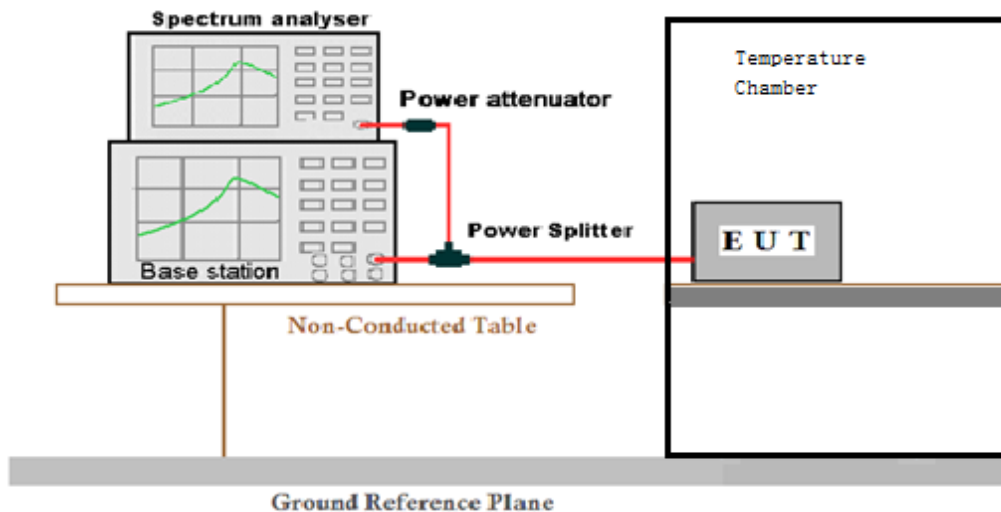 Spectrum analyser
Temperature
Chamber
Power attenuator
Power Splitter
E U T
Base station
Non-Conducted Table
Ground Reference Plane